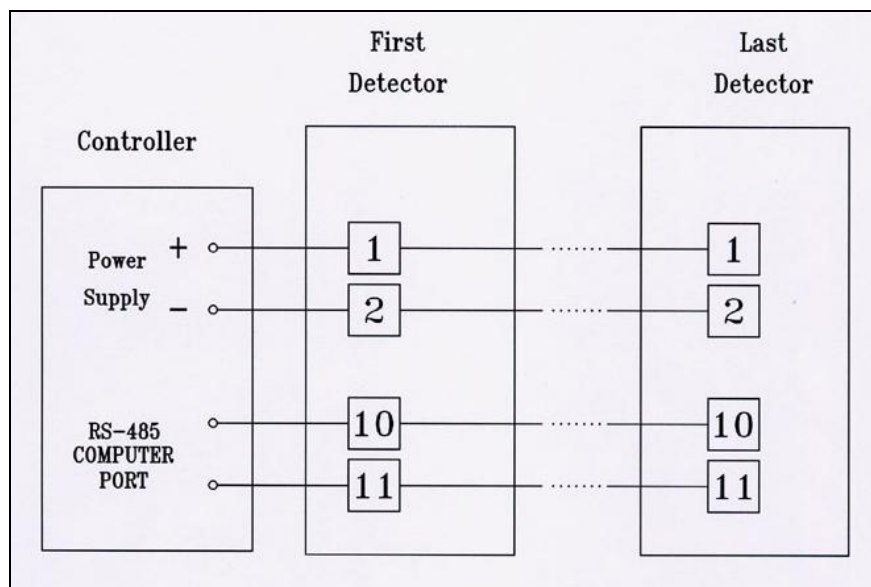 First
Detector
Last
Detector
Controller
Power
Supply
+
−
1
2
10
11
1
2
10
11
RS-485
COMPUTER
PORT